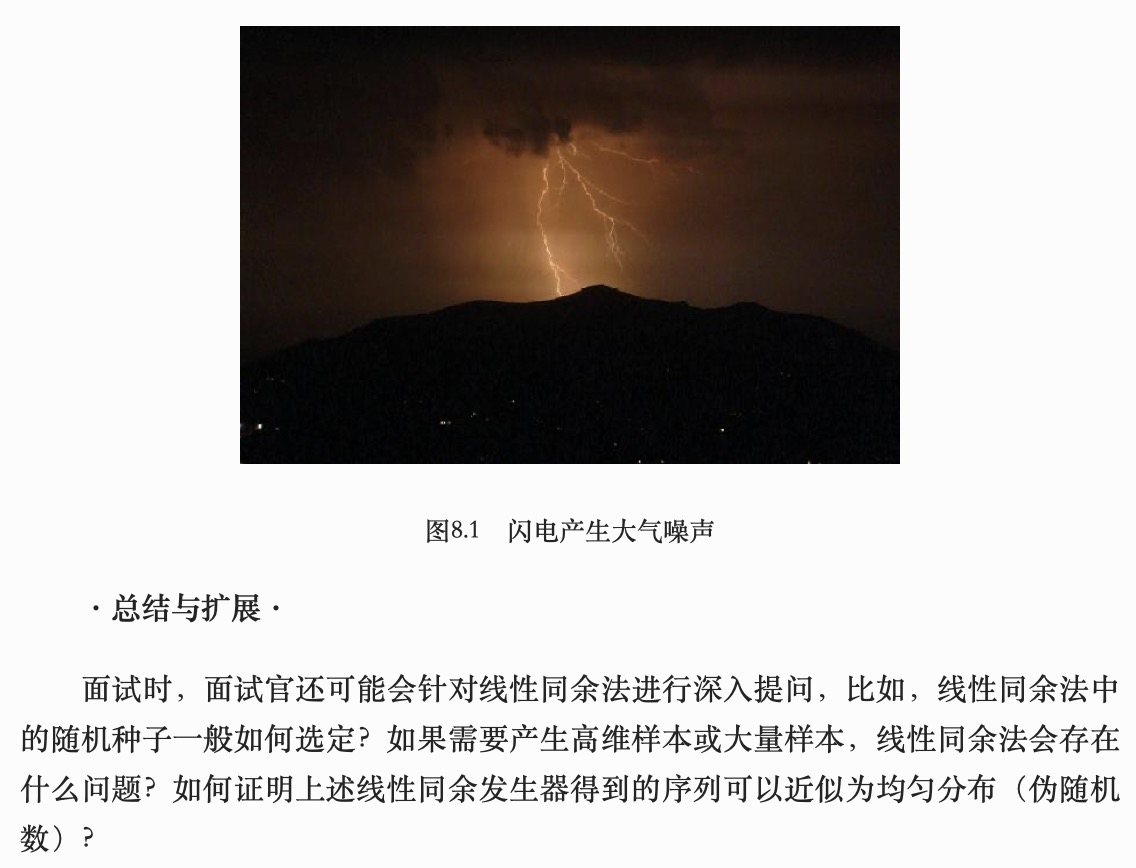 图8.1 闪电产生大气噪声
·总结与扩展·
面试时，面试官还可能会针对线性同余法进行深入提问，比如，线性同余法中
的随机种子一般如何选定？如果需要产生高维样本或大量样本，线性同余法会存在
什么问题？如何证明上述线性同余发生器得到的序列可以近似为均匀分布（伪随机
数）？